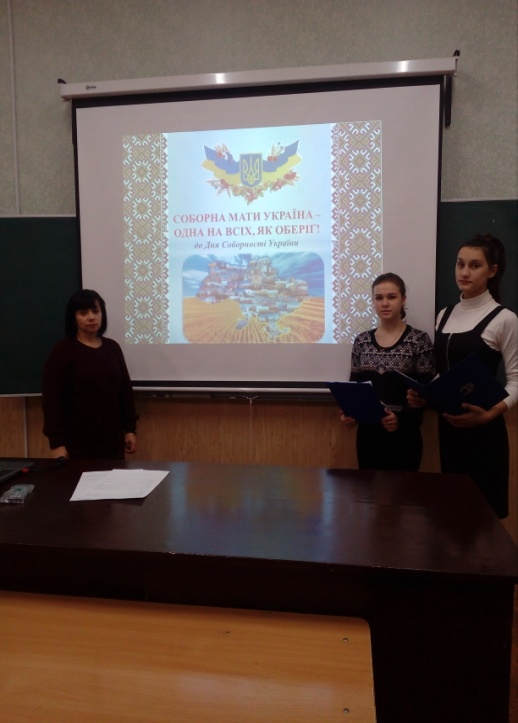 СОБОРНА МАТИ УКРАЇНА –
ОДНА НА ВСІХ, ЯК ОБЕРІГ!
до Дня Соборності України